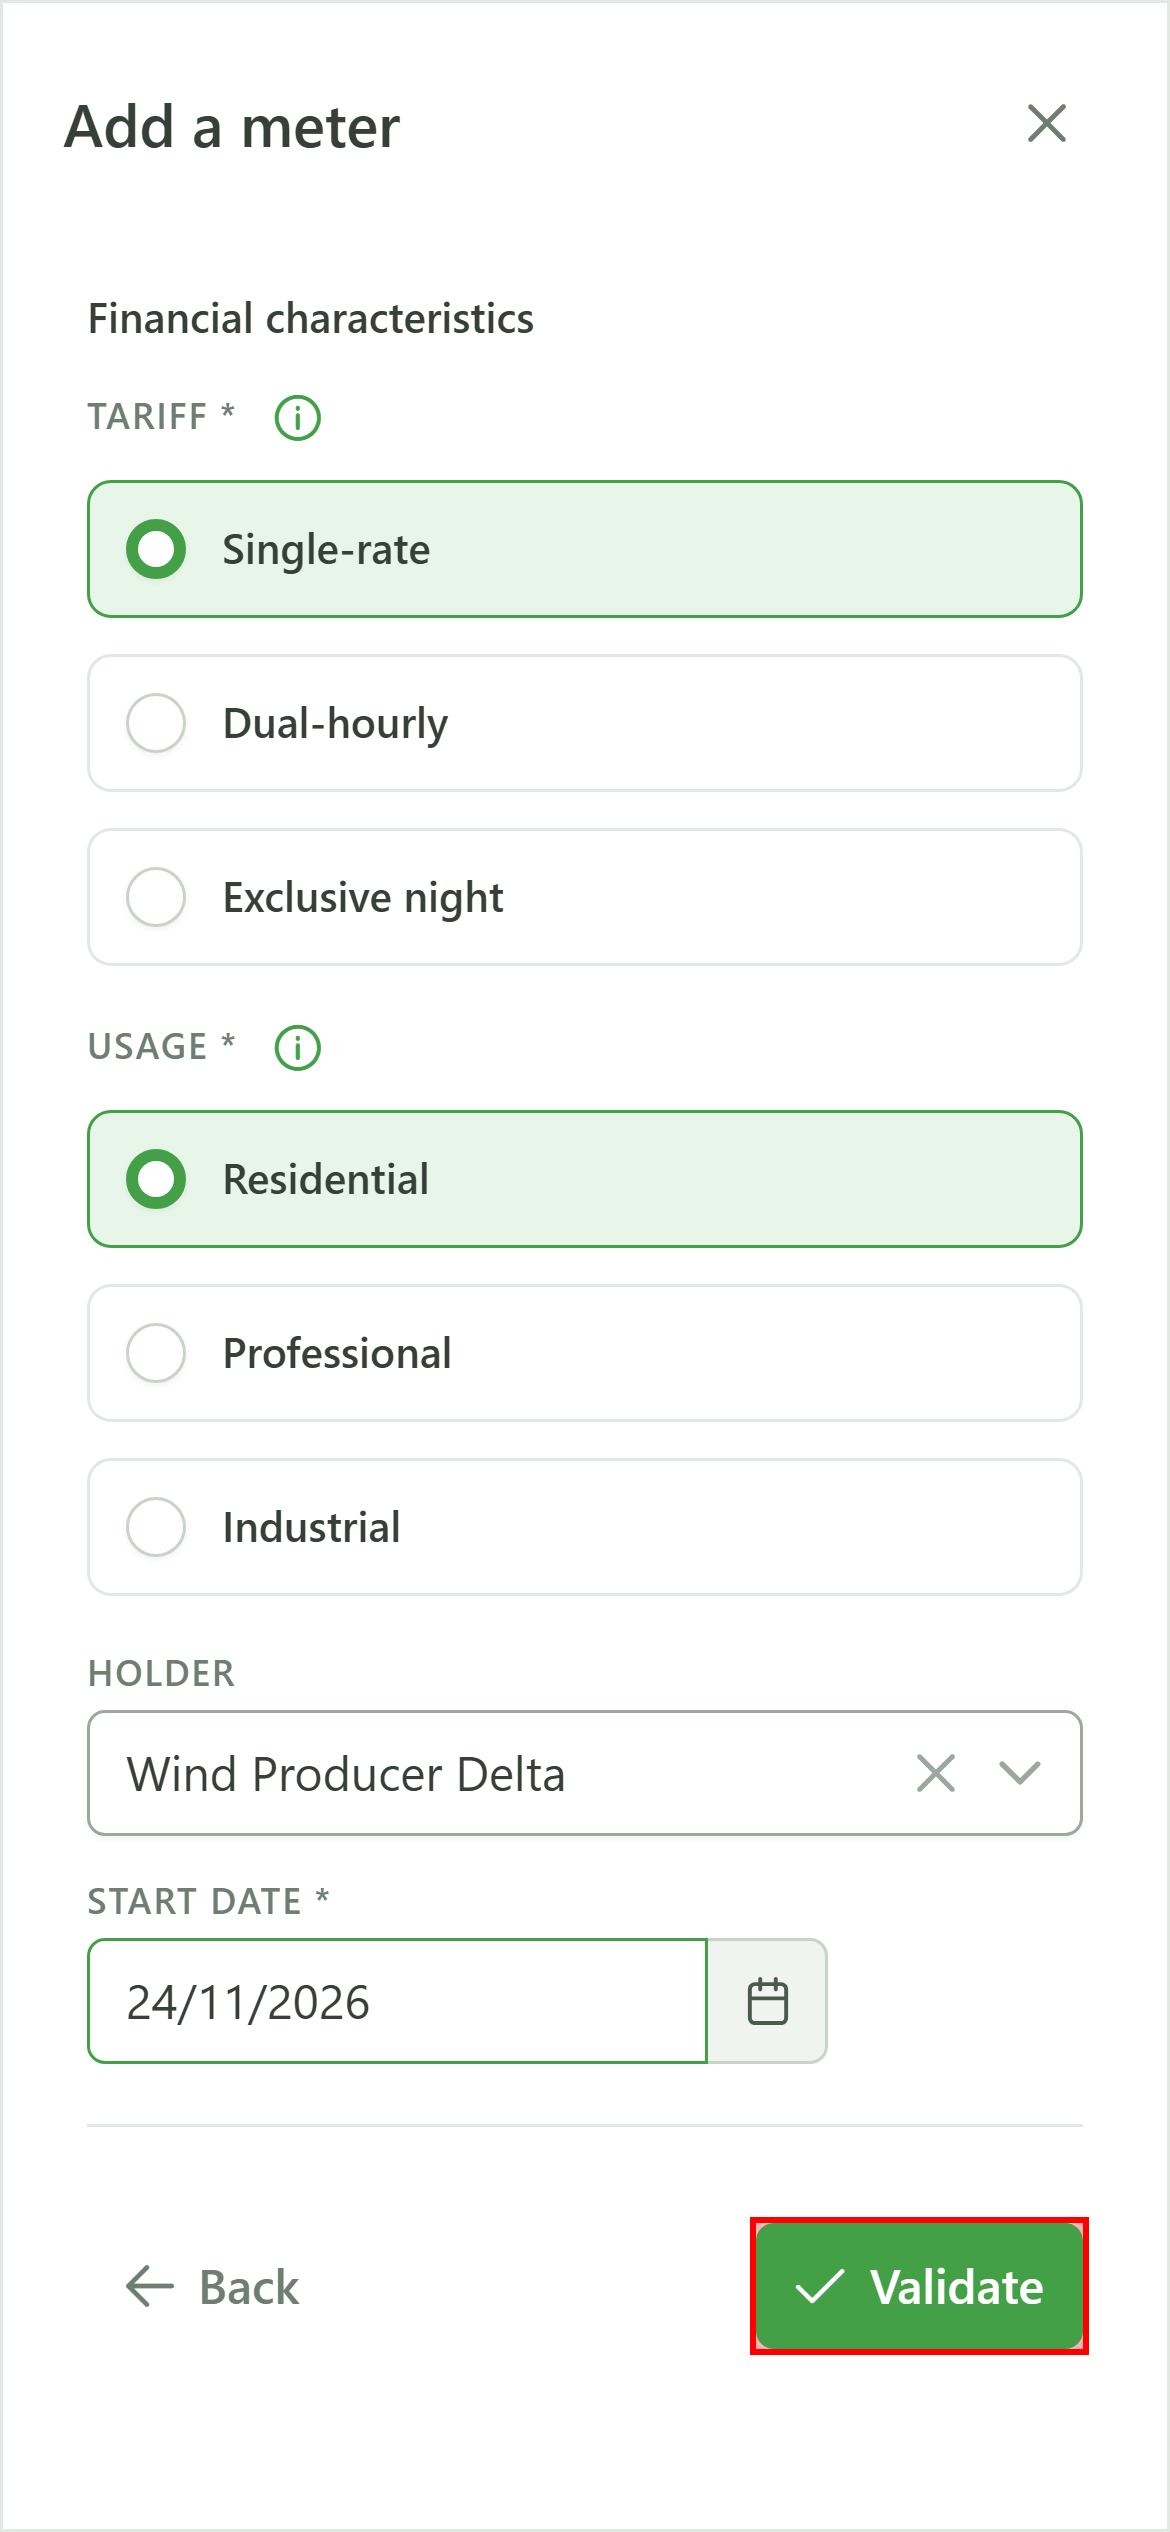 Add a meter
Financial characteristics
TARIFF *
Single-rate
Dual-hourly
Exclusive night
USAGE *
Residential
Professional
Industrial
HOLDER
Wind Producer Delta
START DATE *
24/11/2026
Back
Validate